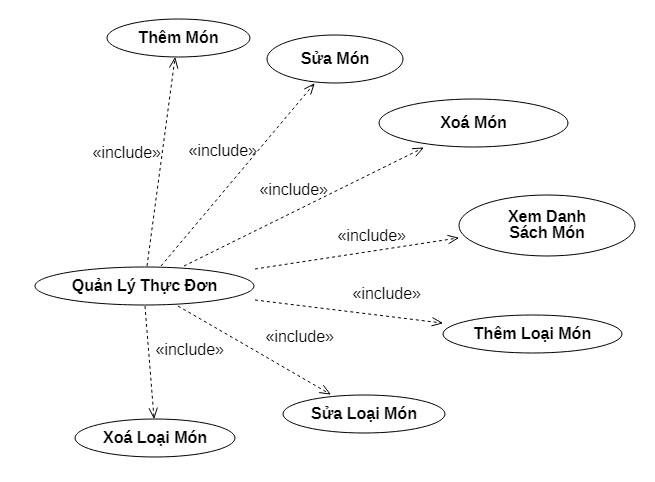 Thêm Món
Sửa Món
Xoá Món
«include»
«include»
«include»
Xem Danh
Sách Món
«include»
Quản Lý Thực Đơn
«include»
Thêm Loại Món
«include»
«include»
Sửa Loại Món
Xoá Loại Món